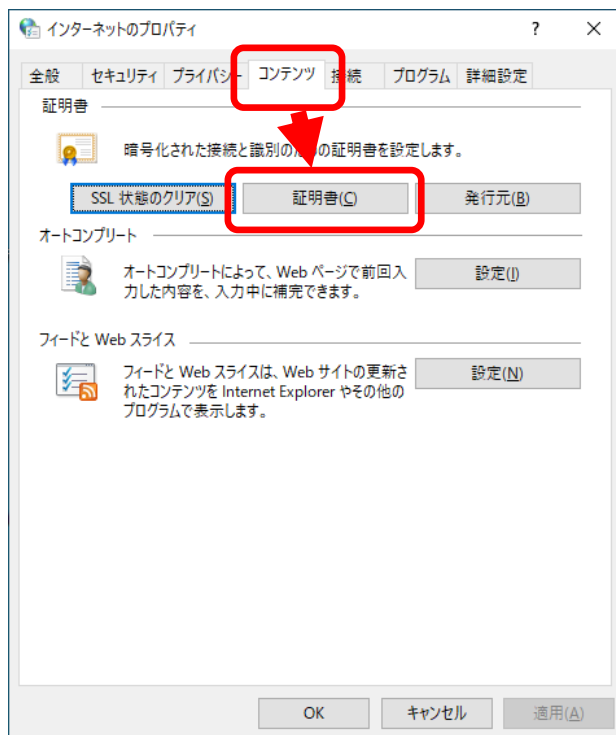 インターネットのプロパティ ? ×
全般 セキュリティ プライバシー コンテンツ 接続 プログラム 詳細設定
証明書
暗号化された接続と識別のための証明書を設定します。
SSL 状態のクリア(S) 証明書(C) 発行元(B)
オートコンプリート
オートコンプリートによって、Web ページで前回入
力した内容を、入力中に補完できます。
設定(I)
フィードと Web スライス
フィードと Web スライスは、Web サイトの更新さ
れたコンテンツを Internet Explorer やその他の
プログラムで表示します。
設定(N)
OK キャンセル 適用(A)